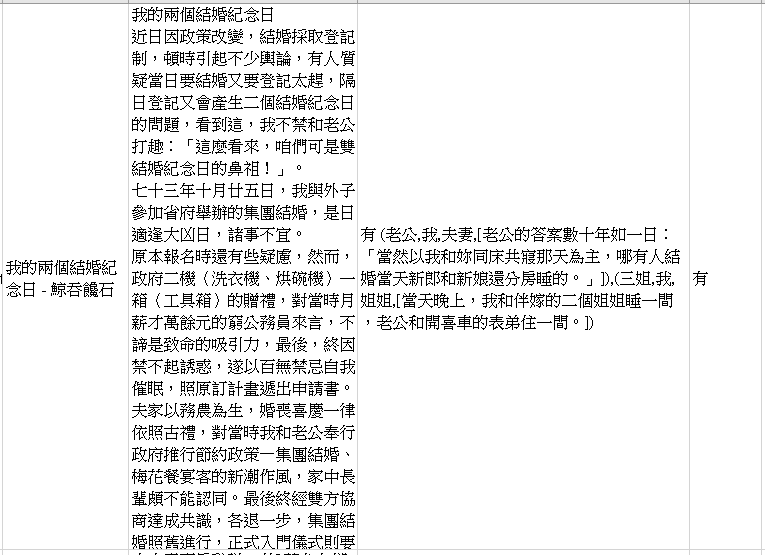 我的兩個結婚紀
念日 - 鯨吞饞石
我的兩個結婚紀念日
近日因政策改變，結婚採取登記
制，頓時引起不少輿論，有人質
疑當日要結婚又要登記太趕，隔
日登記又會產生二個結婚紀念日
的問題，看到這，我不禁和老公
打趣：「這麼看來，咱們可是雙
結婚紀念日的鼻祖！」。
七十三年十月廿五日，我與外子
參加省府舉辦的集團結婚，是日
適逢大凶日，諸事不宜。
原本報名時還有些疑慮，然而，
政府二機（洗衣機、烘碗機）一
箱（工具箱）的贈禮，對當時月
薪才萬餘元的窮公務員來言，不
諦是致命的吸引力，最後，終因
禁不起誘惑，遂以百無禁忌自我
催眠，照原訂計畫遞出申請書。
夫家以務農為生，婚喪喜慶一律
依照古禮，對當時我和老公奉行
政府推行節約政策—集團結婚、
梅花餐宴客的新潮作風，家中長
輩頗不能認同。最後終經雙方協
商達成共識，各退一步，集團結
婚照舊進行，正式入門儀式則要
有 (老公,我,夫妻,[老公的答案數十年如一日：
「當然以我和妳同床共寢那天為主，哪有人結
婚當天新郎和新娘還分房睡的。」]),(三姐,我,
姐姐,[當天晚上，我和伴嫁的二個姐姐睡一間
，老公和開喜車的表弟住一間。])
有